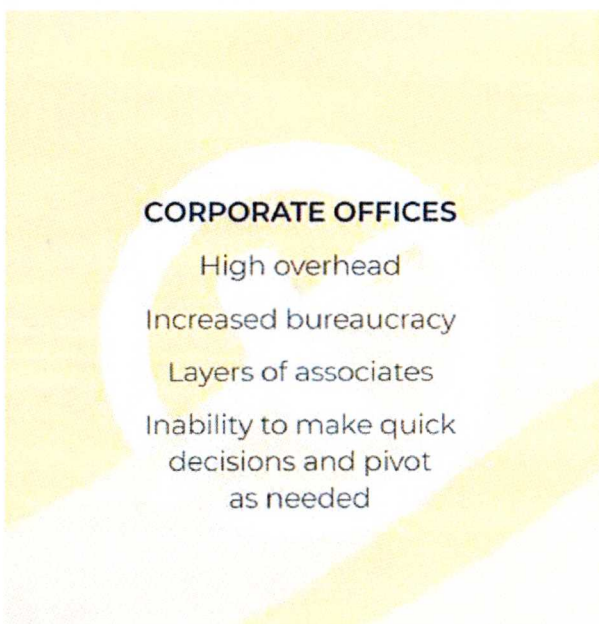 CORPORATE OFFICES
High overhead
Increased bureaucracy
Layers of associates
Inability to make quick
decisions and pivot
as needed